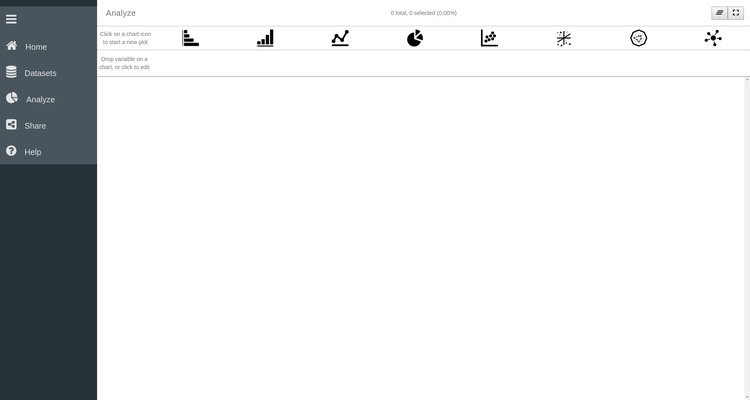 Analyze
0 total, 0 selected (0.00%)
Click on a chart icon
to start a new plot
Drop variable on a
chart, or click to edit
Home
Datasets
Analyze
Share
Help